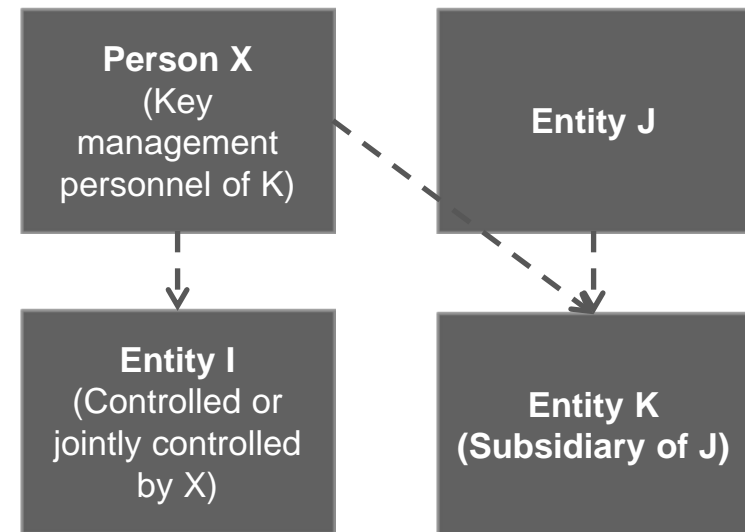 Person X
(Key
management
personnel of K)
Entity J
Entity I
(Controlled or
jointly controlled
by X)
Entity K
(Subsidiary of J)